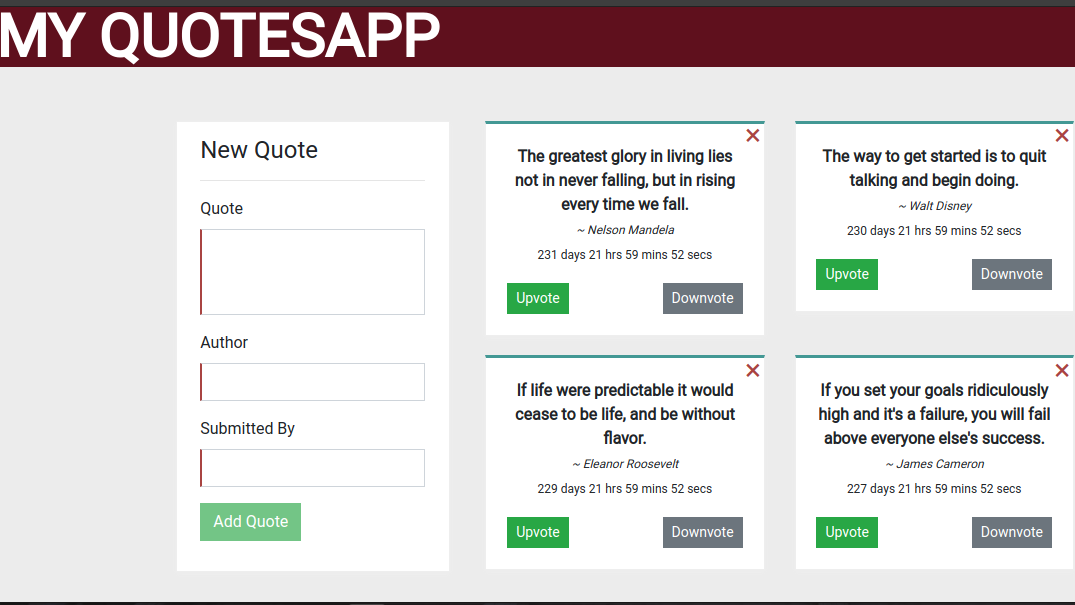 MY QUOTESAPP
New Quote
Quote
Author
Submitted By
Add Quote
The greatest glory in living lies
not in never falling, but in rising
every time we fall.
~ Nelson Mandela
231 days 21 hrs 59 mins 52 secs
Upvote Downvote
The way to get started is to quit
talking and begin doing.
~ Walt Disney
230 days 21 hrs 59 mins 52 secs
Upvote Downvote
If life were predictable it would
cease to be life, and be without
flavor.
~ Eleanor Roosevelt
229 days 21 hrs 59 mins 52 secs
Upvote Downvote
If you set your goals ridiculously
high and it's a failure, you will fail
above everyone else's success.
~ James Cameron
227 days 21 hrs 59 mins 52 secs
Upvote Downvote